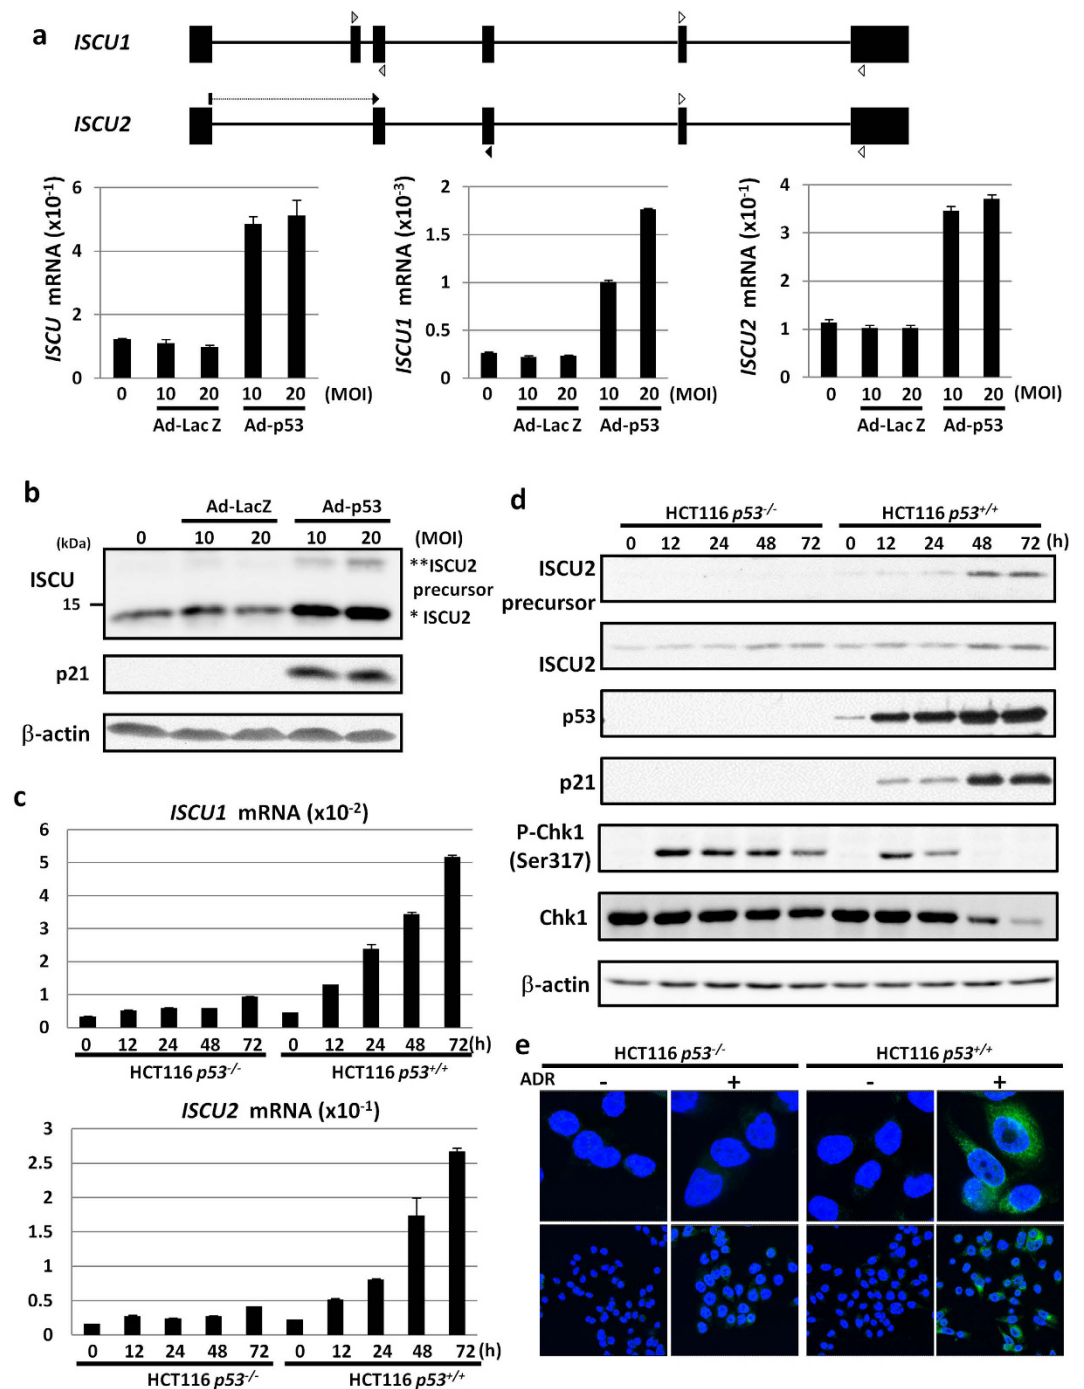 a
ISCU1
ISCU2
ISCU mRNA (x10-1)
6
4
2
0
0 10 20 10 20 (MOI)
Ad-Lac Z Ad-p53
ISCU1 mRNA (x10-3)
2
1.5
1
0.5
0
0 10 20 10 20 (MOI)
Ad-Lac Z Ad-p53
ISCU2 mRNA (x10-1)
4
3
2
1
0
0 10 20 10 20 (MOI)
Ad-Lac Z Ad-p53
b
Ad-LacZ Ad-p53
(kDa) 0 10 20 10 20 (MOI)
ISCU
15
**ISCU2
precursor
* ISCU2
p21
β-actin
c
ISCU1 mRNA (x10-2)
6
5
4
3
2
1
0
0 12 24 48 72 0 12 24 48 72 (h)
HCT116 p53-/- HCT116 p53+/+
ISCU2 mRNA (x10-1)
3
2.5
2
1.5
1
0.5
0
0 12 24 48 72 0 12 24 48 72 (h)
HCT116 p53-/- HCT116 p53+/+
d
HCT116 p53-/- HCT116 p53+/+
0 12 24 48 72 0 12 24 48 72 (h)
ISCU2
precursor
ISCU2
p53
p21
P-Chk1
(Ser317)
Chk1
β-actin
e
HCT116 p53-/- HCT116 p53+/+
ADR - + - +